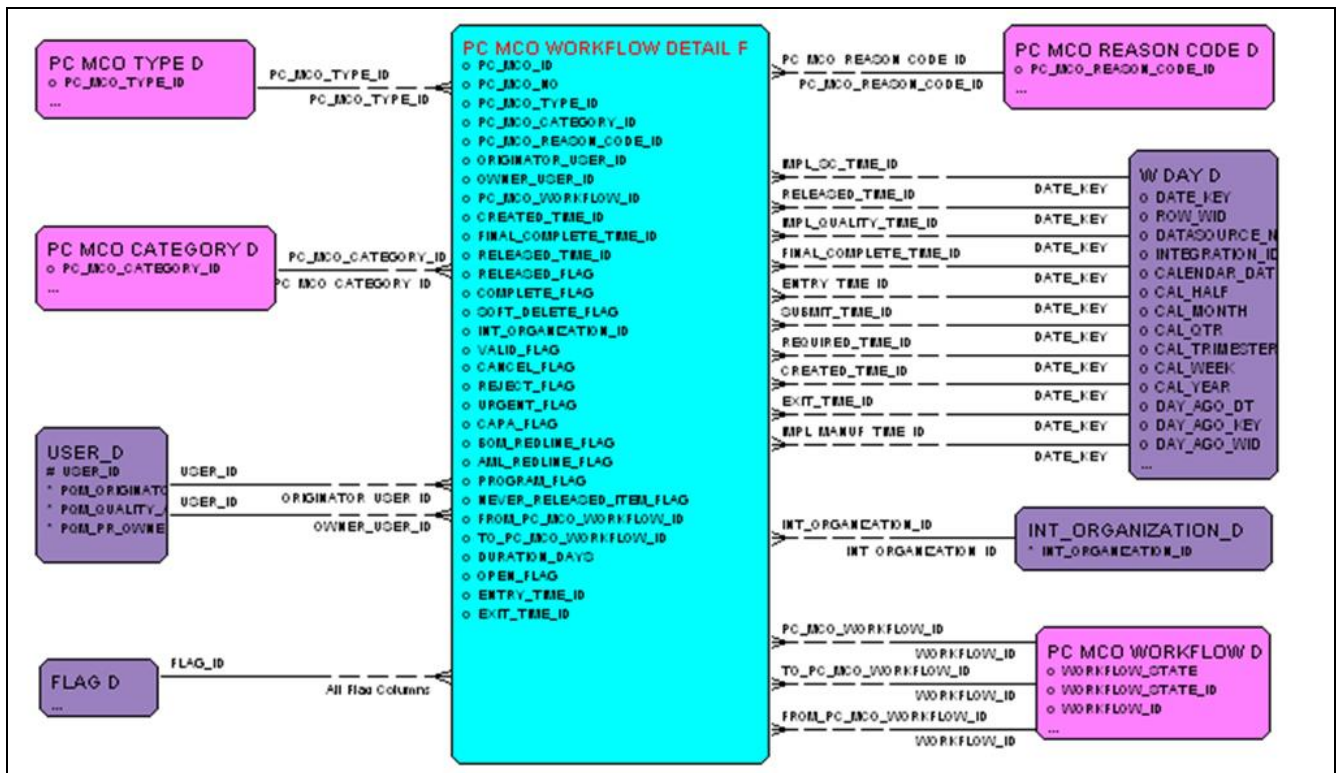 PC MCO TYPE D
o PC_MCO_TYPE_ID
...
PC_MCO_TYPE_ID
PC_MCO_TYPE_ID
PC MCO CATEGORY D
o PC_MCO_CATEGORY_ID
...
PC_MCO_CATEGORY_ID
PC MCO CATEGORY ID
USER_D
# USER_ID
* POM_ORIGINATO
* POM_QUALITY_
* POM_PR_OWNE
USER_ID
ORIGINATOR USER ID
USER_ID
OWNER_USER_ID
FLAG D
...
FLAG_ID
All Flag Columns
PC MCO WORKFLOW DETAIL F
o PC_MCO_ID
o PC_MCO_NO
o PC_MCO_TYPE_ID
o PC_MCO_CATEGORY_ID
o PC_MCO_REASON_CODE_ID
o ORIGINATOR_USER_ID
o OWNER_USER_ID
o PC_MCO_WORKFLOW_ID
o CREATED_TIME_ID
o FINAL_COMPLETE_TIME_ID
o RELEASED_TIME_ID
o RELEASED_FLAG
o COMPLETE_FLAG
o SOFT_DELETE_FLAG
o INT_ORGANIZATION_ID
o VALID_FLAG
o CANCEL_FLAG
o REJECT_FLAG
o URGENT_FLAG
o CAPA_FLAG
o BOM_REDLINE_FLAG
o AML_REDLINE_FLAG
o PROGRAM_FLAG
o NEVER_RELEASED_ITEM_FLAG
o FROM_PC_MCO_WORKFLOW_ID
o TO_PC_MCO_WORKFLOW_ID
o DURATION_DAYS
o OPEN_FLAG
o ENTRY_TIME_ID
o EXIT_TIME_ID
PC MCO REASON CODE ID
PC_MCO_REASON_CODE_ID
PC MCO REASON CODE D
o PC_MCO_REASON_CODE_ID
...
IMPL_SC_TIME_ID
DATE_KEY
RELEASED_TIME_ID
DATE_KEY
IMPL_QUALITY_TIME_ID
DATE_KEY
FINAL_COMPLETE_TIME_ID
DATE_KEY
ENTRY TIME ID
DATE_KEY
SUBMIT_TIME_ID
DATE_KEY
REQUIRED_TIME_ID
DATE_KEY
CREATED_TIME_ID
DATE_KEY
EXIT_TIME_ID
DATE_KEY
IMPL MANUF TIME ID
DATE_KEY
W DAY D
o DATE_KEY
o ROW_WID
o DATASOURCE_N
o INTEGRATION_ID
o CALENDAR_DAT
o CAL_HALF
o CAL_MONTH
o CAL_QTR
o CAL_TRIMESTER
o CAL_WEEK
o CAL_YEAR
o DAY_AGO_DT
o DAY_AGO_KEY
o DAY_AGO_WID
...
INT_ORGANIZATION_ID
INT ORGANIZATION ID
INT_ORGANIZATION_D
* INT_ORGANIZATION_ID
PC_MCO_WORKFLOW_ID
WORKFLOW_ID
TO_PC_MCO_WORKFLOW_ID
WORKFLOW_ID
FROM_PC_MCO_WORKFLOW_ID
WORKFLOW_ID
PC MCO WORKFLOW D
o WORKFLOW_STATE
o WORKFLOW_STATE_ID
o WORKFLOW_ID
...